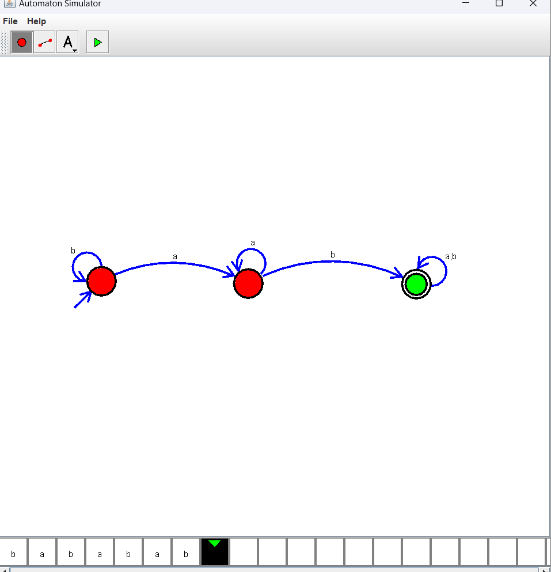 Automaton Simulator
File Help
A
b
a
a
b
a,b
b a b a b a b